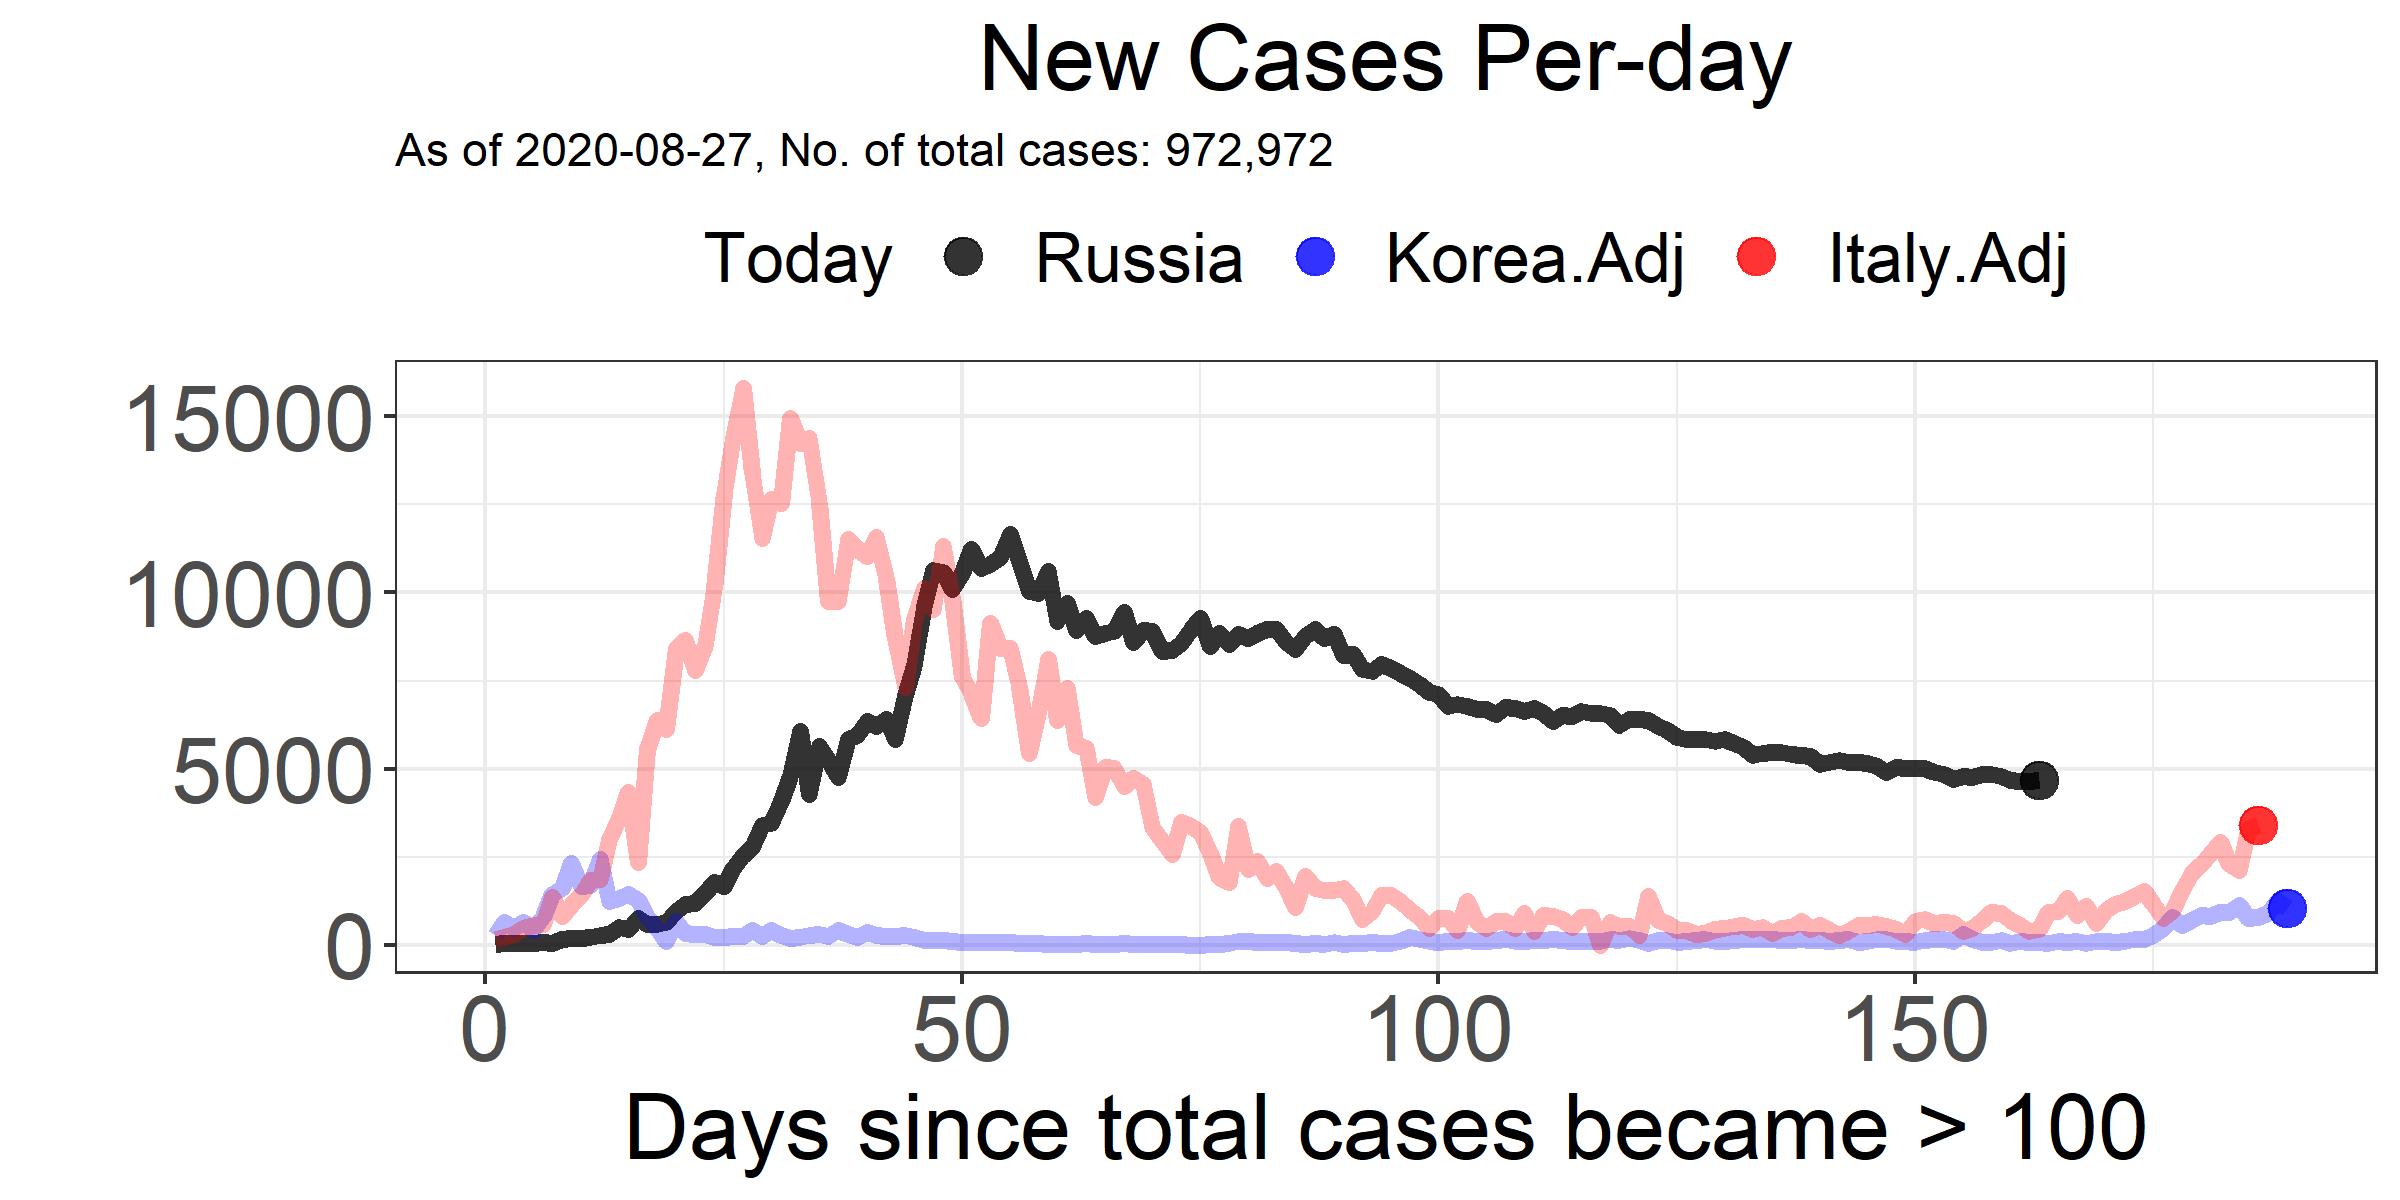 New Cases Per-day
As of 2020-08-27, No. of total cases: 972,972
Today Russia Korea.Adj Italy.Adj
15000
10000
5000
0
0 50 100 150
Days since total cases became > 100